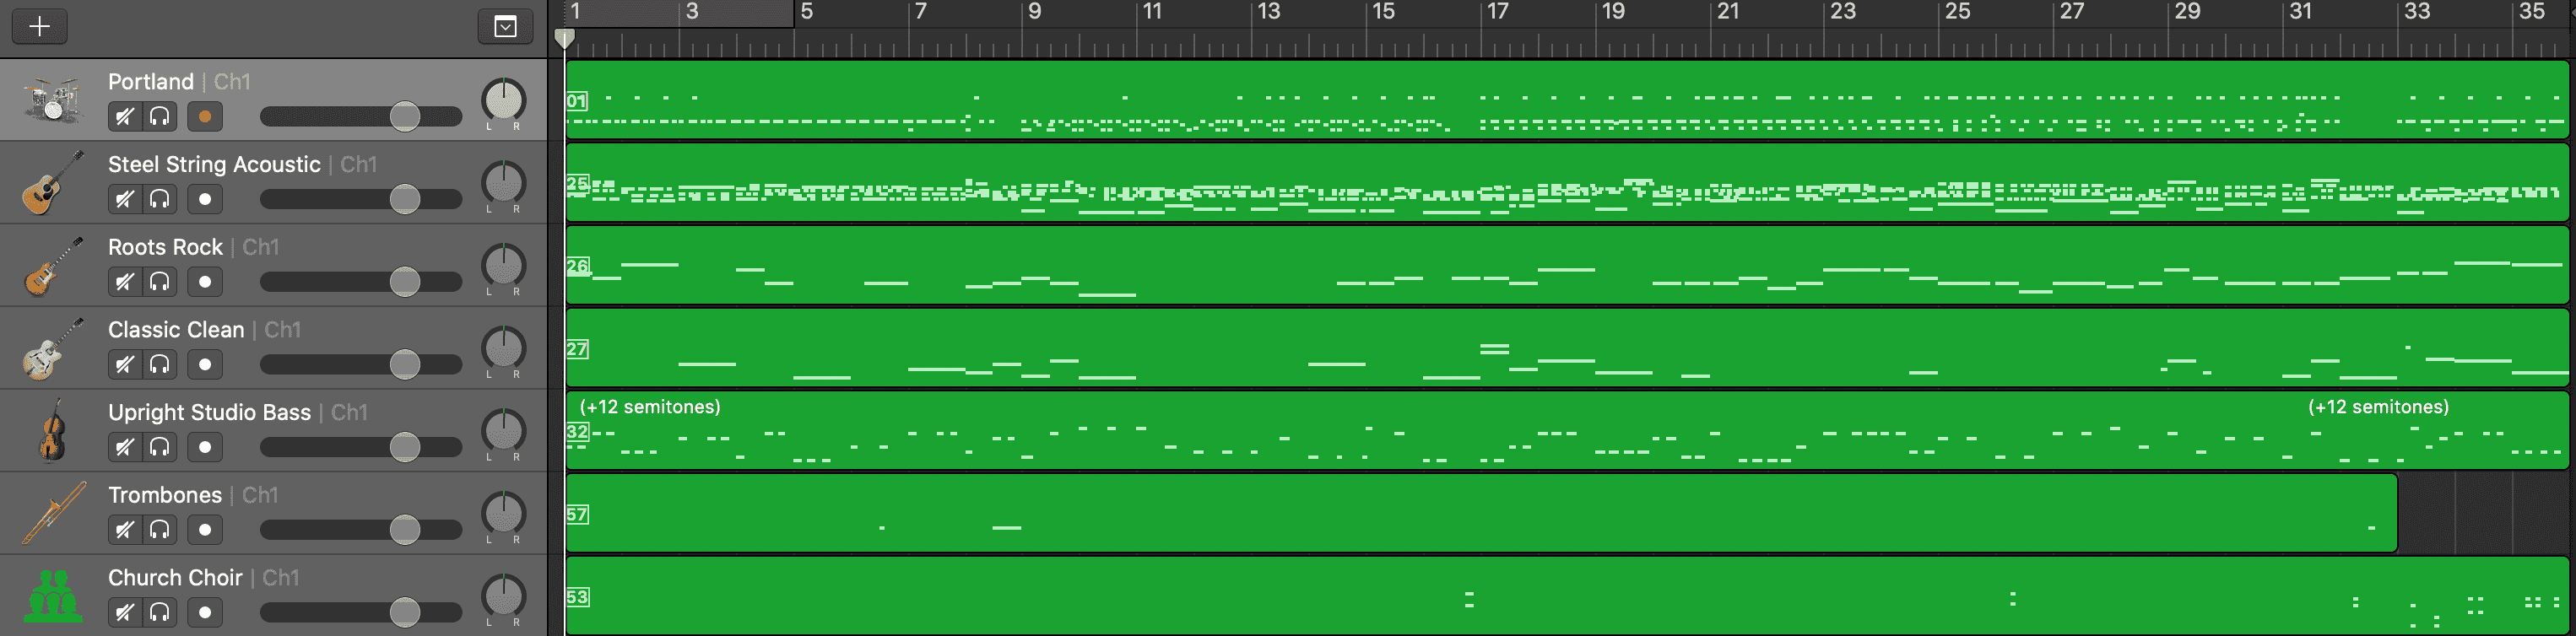 1 3 5 7 9 11 13 15 17 19 21 23 25 27 29 31 33 35
Portland | Ch1
L R
01
Steel String Acoustic | Ch1
L R
25
Roots Rock | Ch1
L R
26
Classic Clean | Ch1
L R
27
Upright Studio Bass | Ch1
L R
(+12 semitones) (+12 semitones)
32
Trombones | Ch1
L R
57
Church Choir | Ch1
L R
53